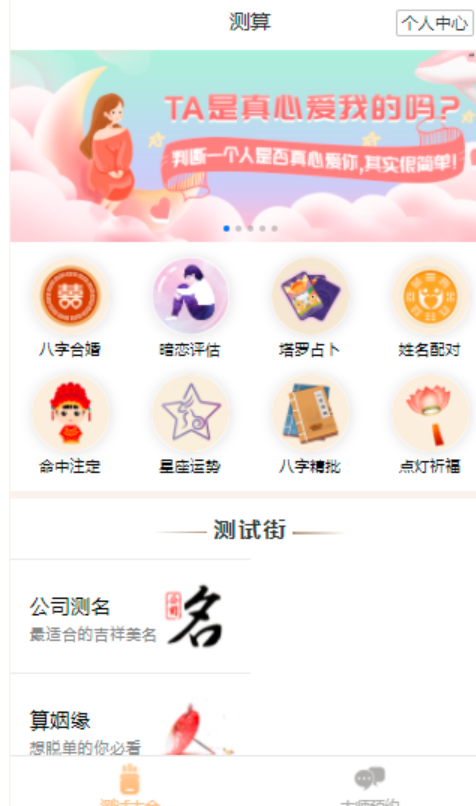 测算
个人中心
TA是真心爱我的吗?
判断一个人是否真心爱你,其实很简单!
八字合婚
暗恋评估
塔罗占卜
姓名配对
命中注定
星座运势
八字精批
点灯祈福
测试街
公司测名
最适合的吉祥美名
名
算姻缘
想脱单的你必看